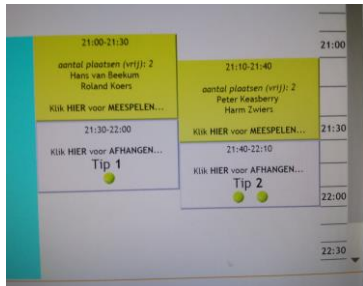 21:00-21:30
aantal plaatsen (vrij): 2
Hans van Beekum
Roland Koers
Klik HIER voor MEESPELEN...
21:30-22:00
Klik HIER voor AFHANGEN...
Tip 1
21:10-21:40
aantal plaatsen (vrij): 2
Peter Keasberry
Harm Zwiers
Klik HIER voor MEESPELEN...
21:40-22:10
Klik HIER voor AFHANGEN...
Tip 2
21:00
21:30
22:00
22:30